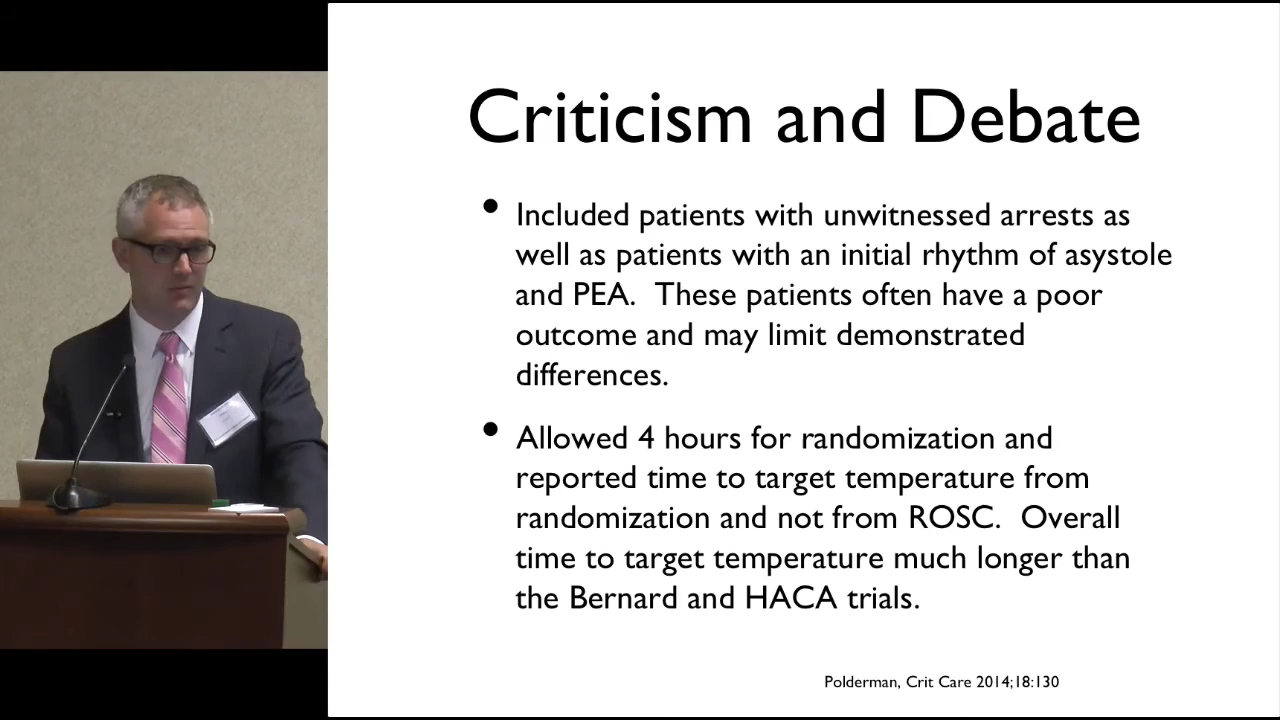 Criticism and Debate
• Included patients with unwitnessed arrests as
well as patients with an initial rhythm of asystole
and PEA.  These patients often have a poor
outcome and may limit demonstrated
differences.
• Allowed 4 hours for randomization and
reported time to target temperature from
randomization and not from ROSC.  Overall
time to target temperature much longer than
the Bernard and HACA trials.
Polderman, Crit Care 2014;18:130